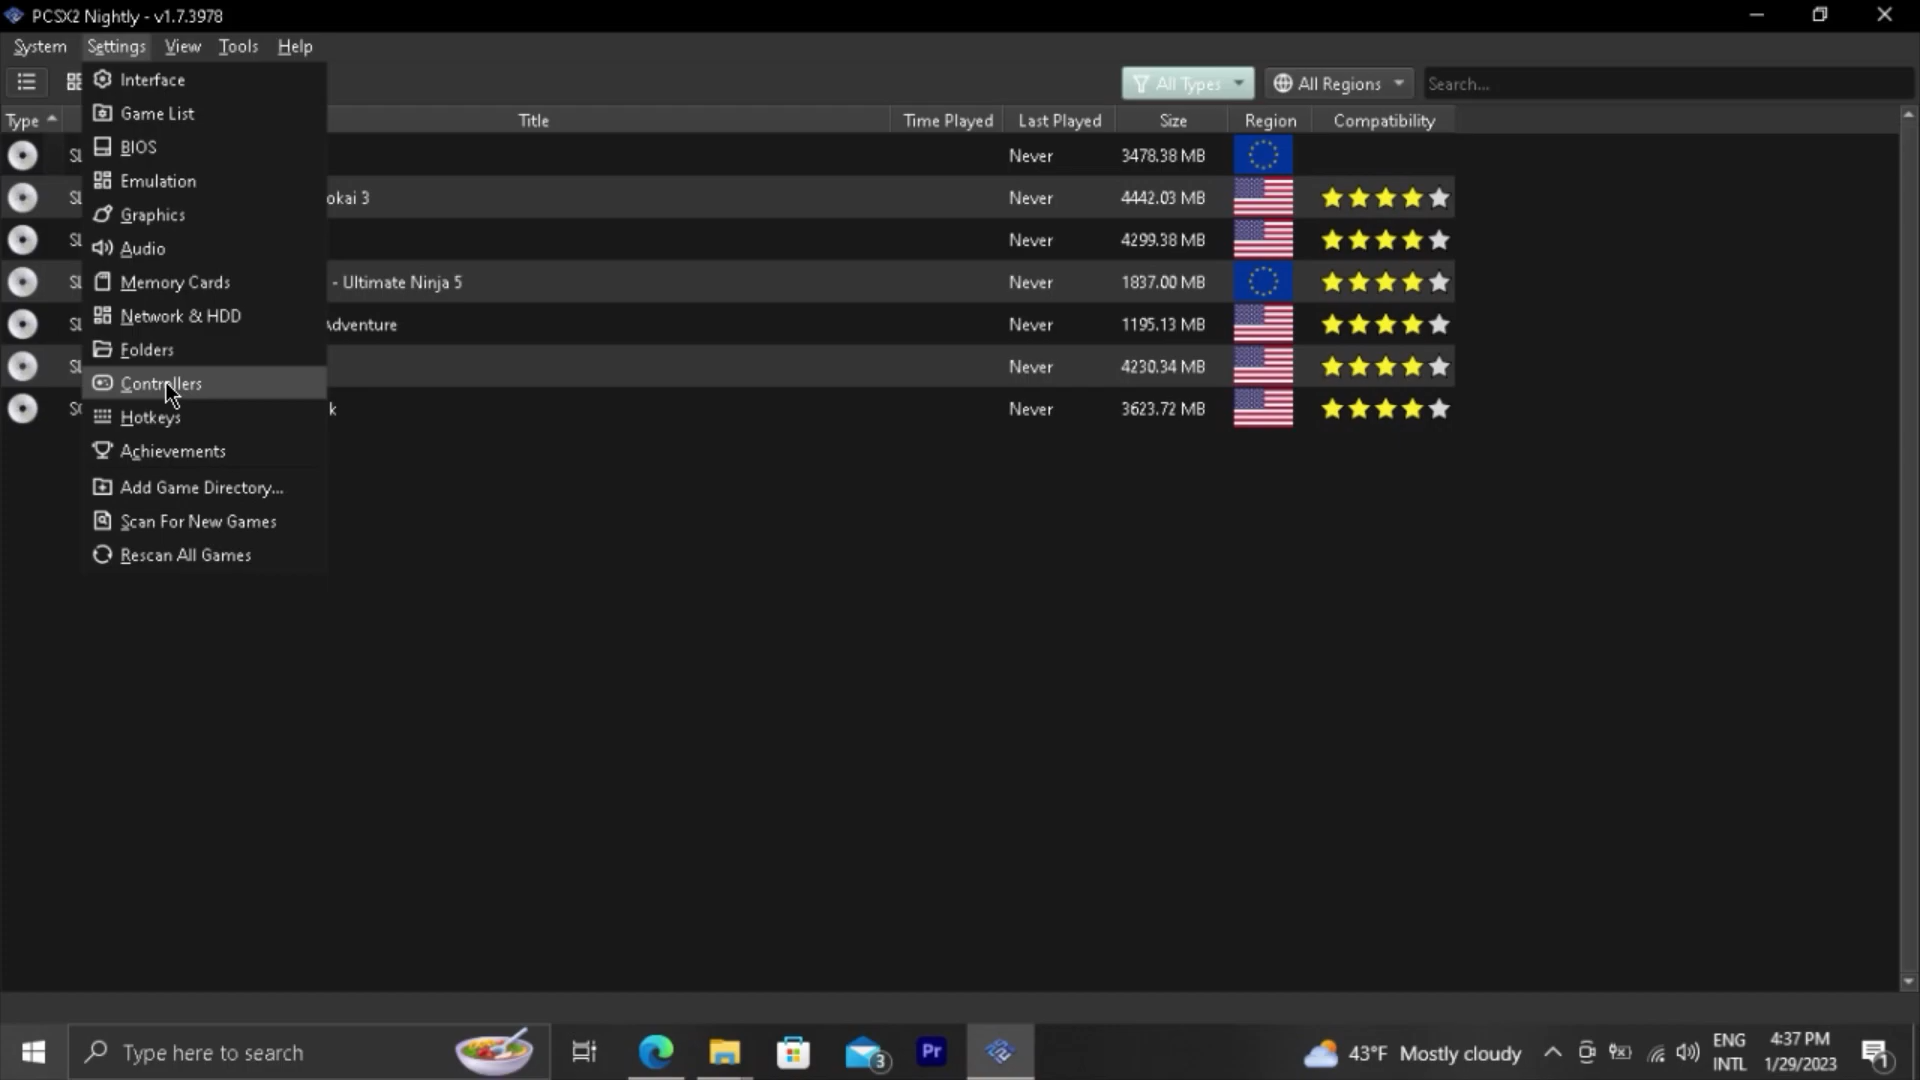 PCSX2 Nightly - v1.7.3978
System Settings View Tools Help
All Types All Regions Search...
Interface
Game List
BIOS
Emulation
Graphics
Audio
Memory Cards
Network & HDD
Folders
Controllers
Hotkeys
Achievements
Add Game Directory...
Scan For New Games
Rescan All Games
Type Title Time Played Last Played Size Region Compatibility
Never 3478.38 MB
okai 3 Never 4442.03 MB
Never 4299.38 MB
- Ultimate Ninja 5 Never 1837.00 MB
Adventure Never 1195.13 MB
Never 4230.34 MB
k Never 3623.72 MB
Type here to search
3
Pr
43°F Mostly cloudy
ENG
INTL
4:37 PM
1/29/2023
1